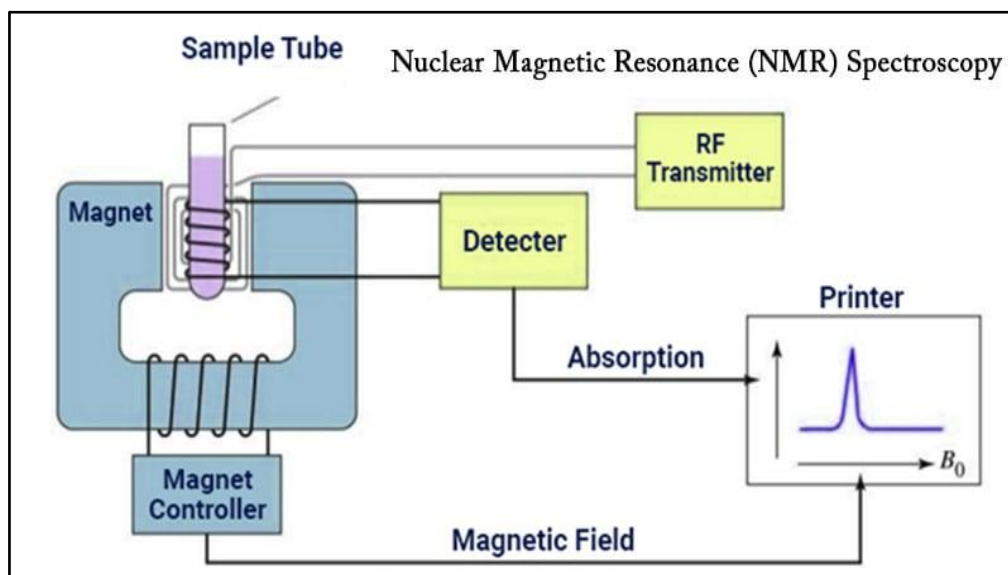 Sample Tube
Nuclear Magnetic Resonance (NMR) Spectroscopy
RF
Transmitter
Magnet
Detecter
Printer
Absorption
B₀
Magnet
Controller
Magnetic Field